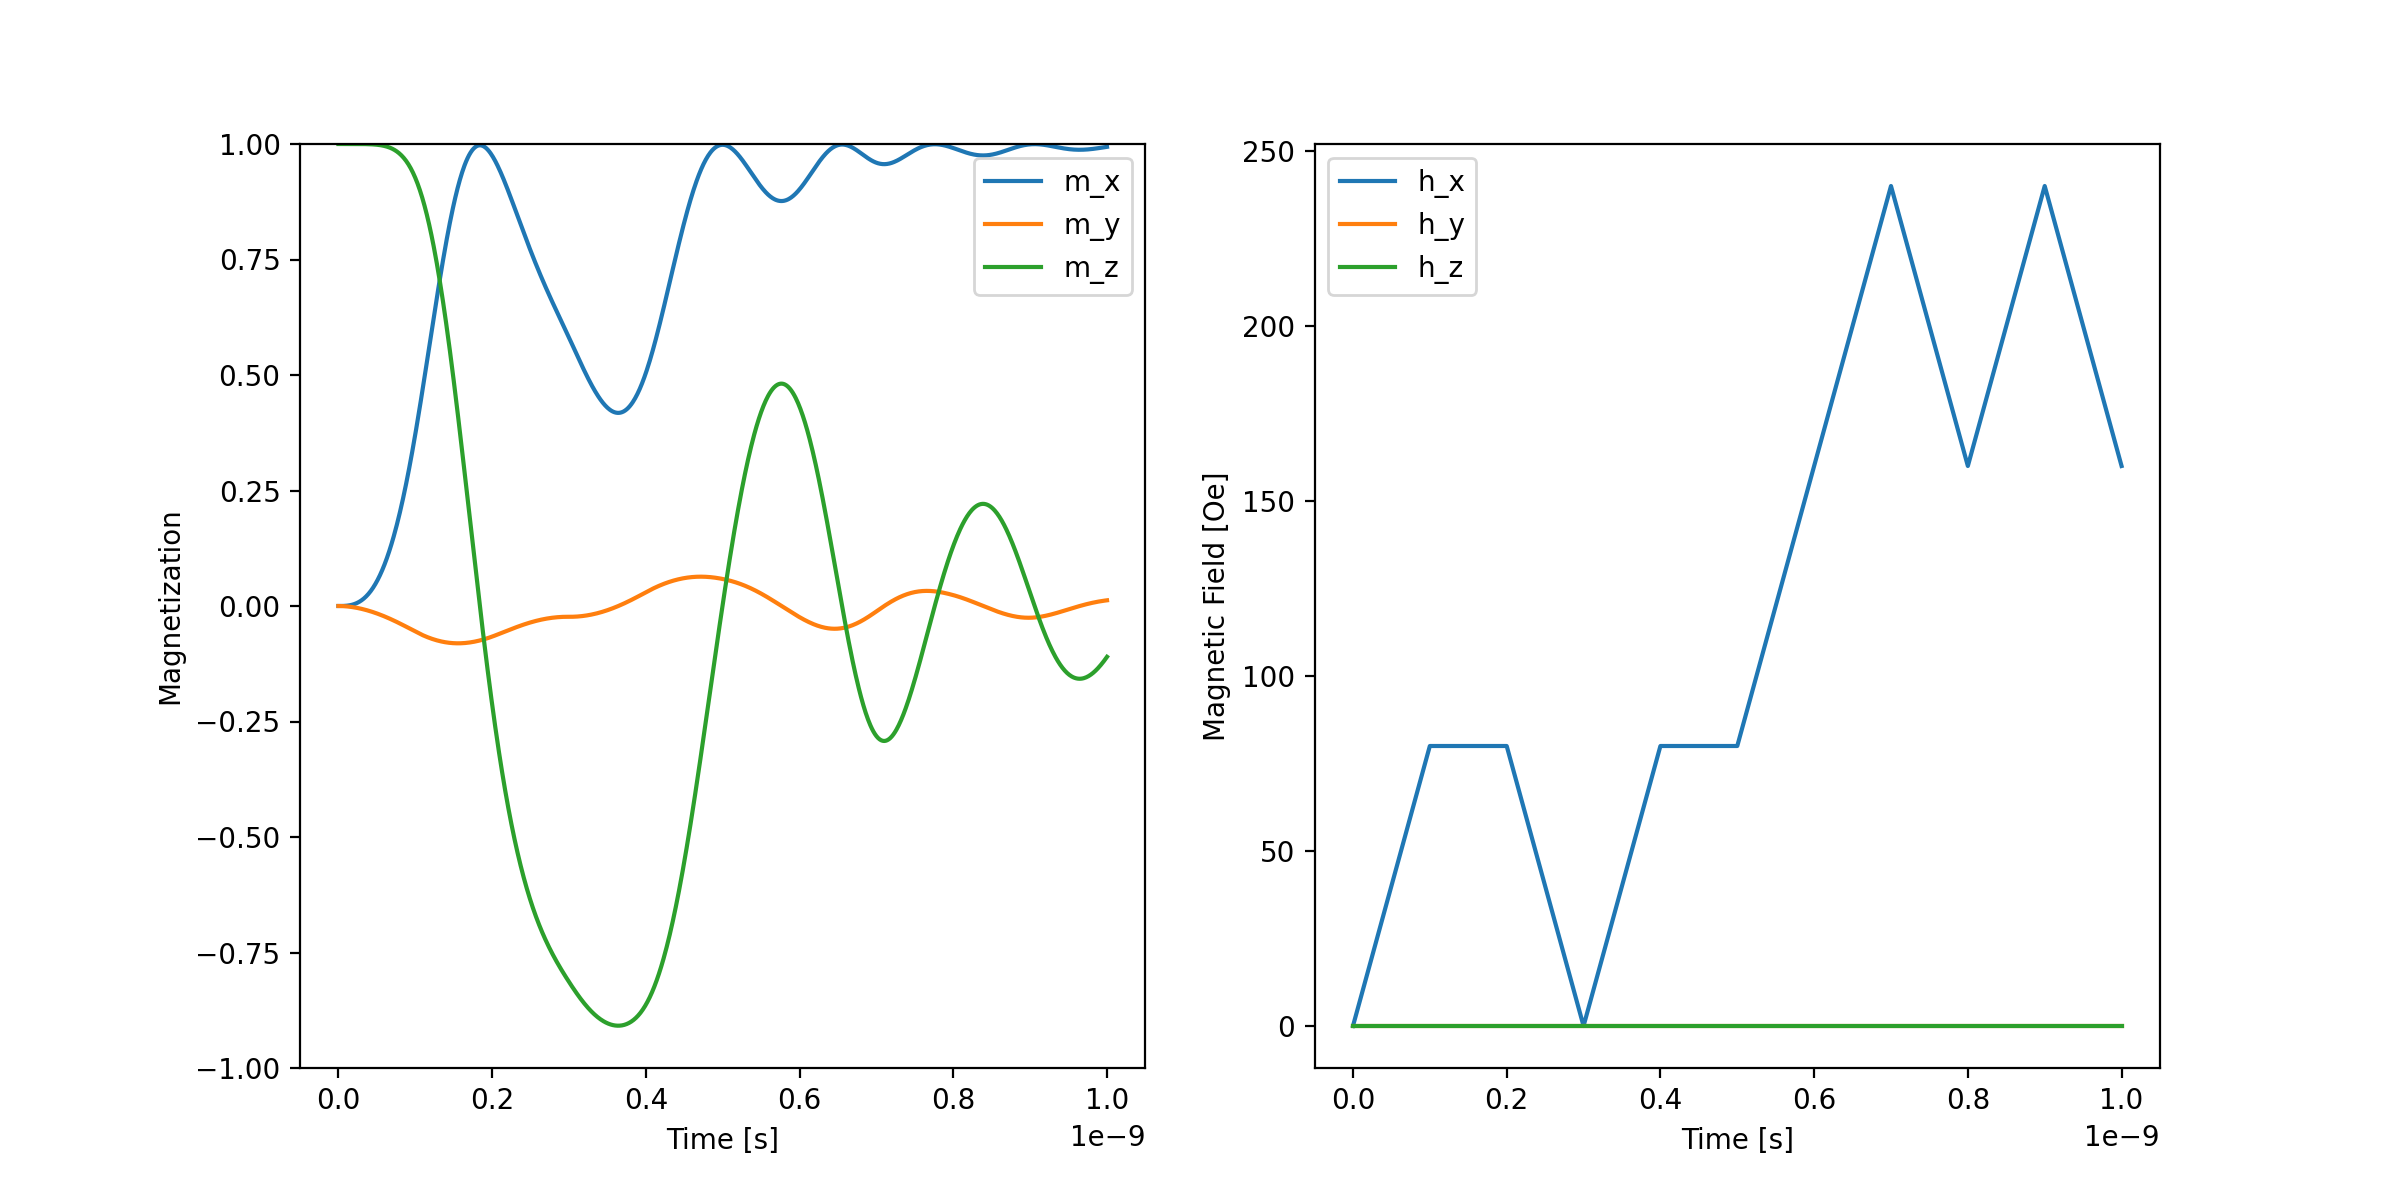 1.00
0.75
0.50
0.25
0.00
−0.25
−0.50
−0.75
−1.00
Magnetization
0.0 0.2 0.4 0.6 0.8 1.0
Time [s]
1e−9
m_x
m_y
m_z
250
200
150
100
50
0
Magnetic Field [Oe]
0.0 0.2 0.4 0.6 0.8 1.0
Time [s]
1e−9
h_x
h_y
h_z